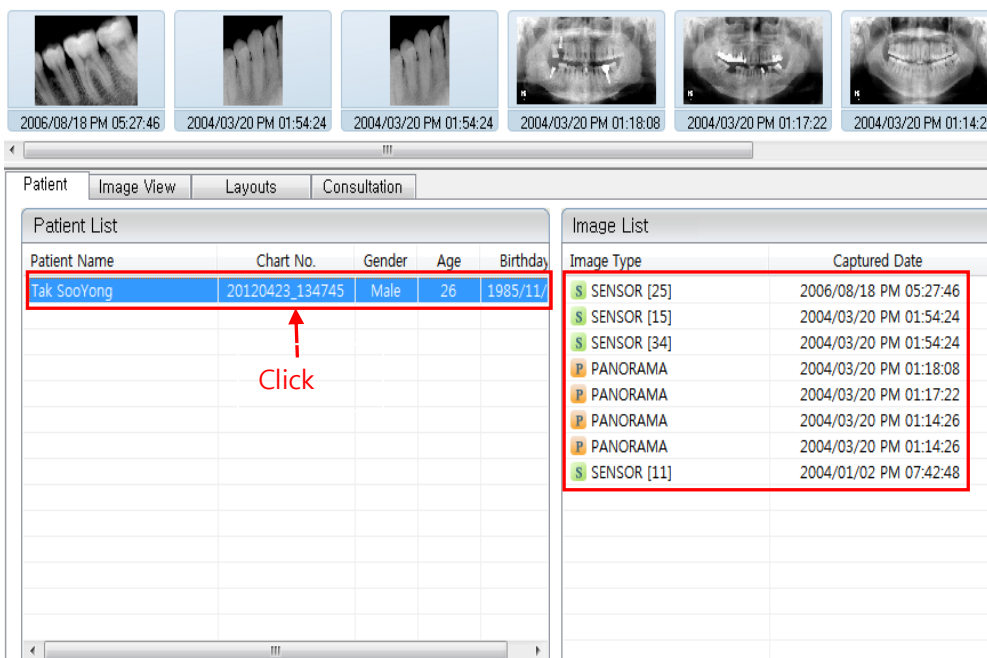 2006/08/18 PM 05:27:46 2004/03/20 PM 01:54:24 2004/03/20 PM 01:54:24 2004/03/20 PM 01:18:08 2004/03/20 PM 01:17:22 2004/03/20 PM 01:14:2
Patient Image View Layouts Consultation
Patient List Image List
Patient Name Chart No. Gender Age Birthday Image Type Captured Date
Tak SooYong 20120423_134745 Male 26 1985/11/ S SENSOR [25] 2006/08/18 PM 05:27:46
S SENSOR [15] 2004/03/20 PM 01:54:24
S SENSOR [34] 2004/03/20 PM 01:54:24
P PANORAMA 2004/03/20 PM 01:18:08
Click
P PANORAMA 2004/03/20 PM 01:17:22
P PANORAMA 2004/03/20 PM 01:14:26
P PANORAMA 2004/03/20 PM 01:14:26
S SENSOR [11] 2004/01/02 PM 07:42:48